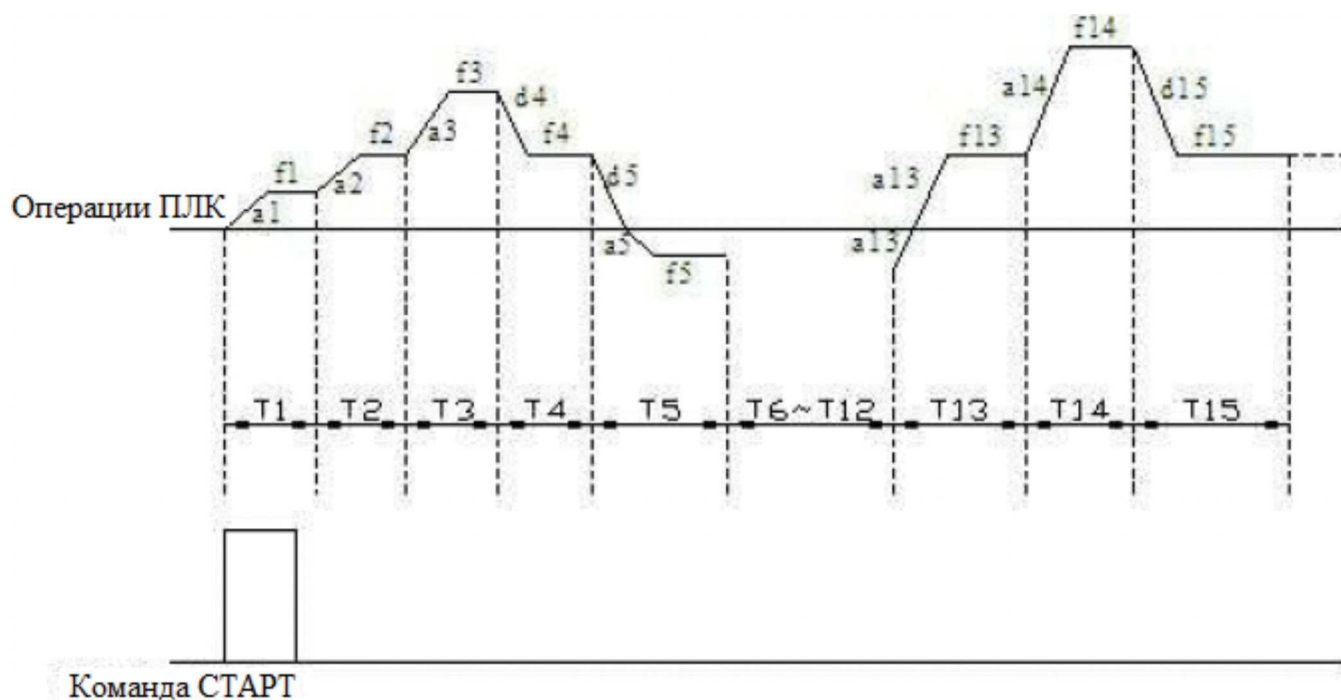 f14
f3
a14
d15
d4
f2
a3
f4
f13
f15
f1
a2
d5
a13
Операции ПЛК
a1
a5
a13
f5
T1 T2 T3 T4 T5 T6~T12 T13 T14 T15
Команда СТАРТ